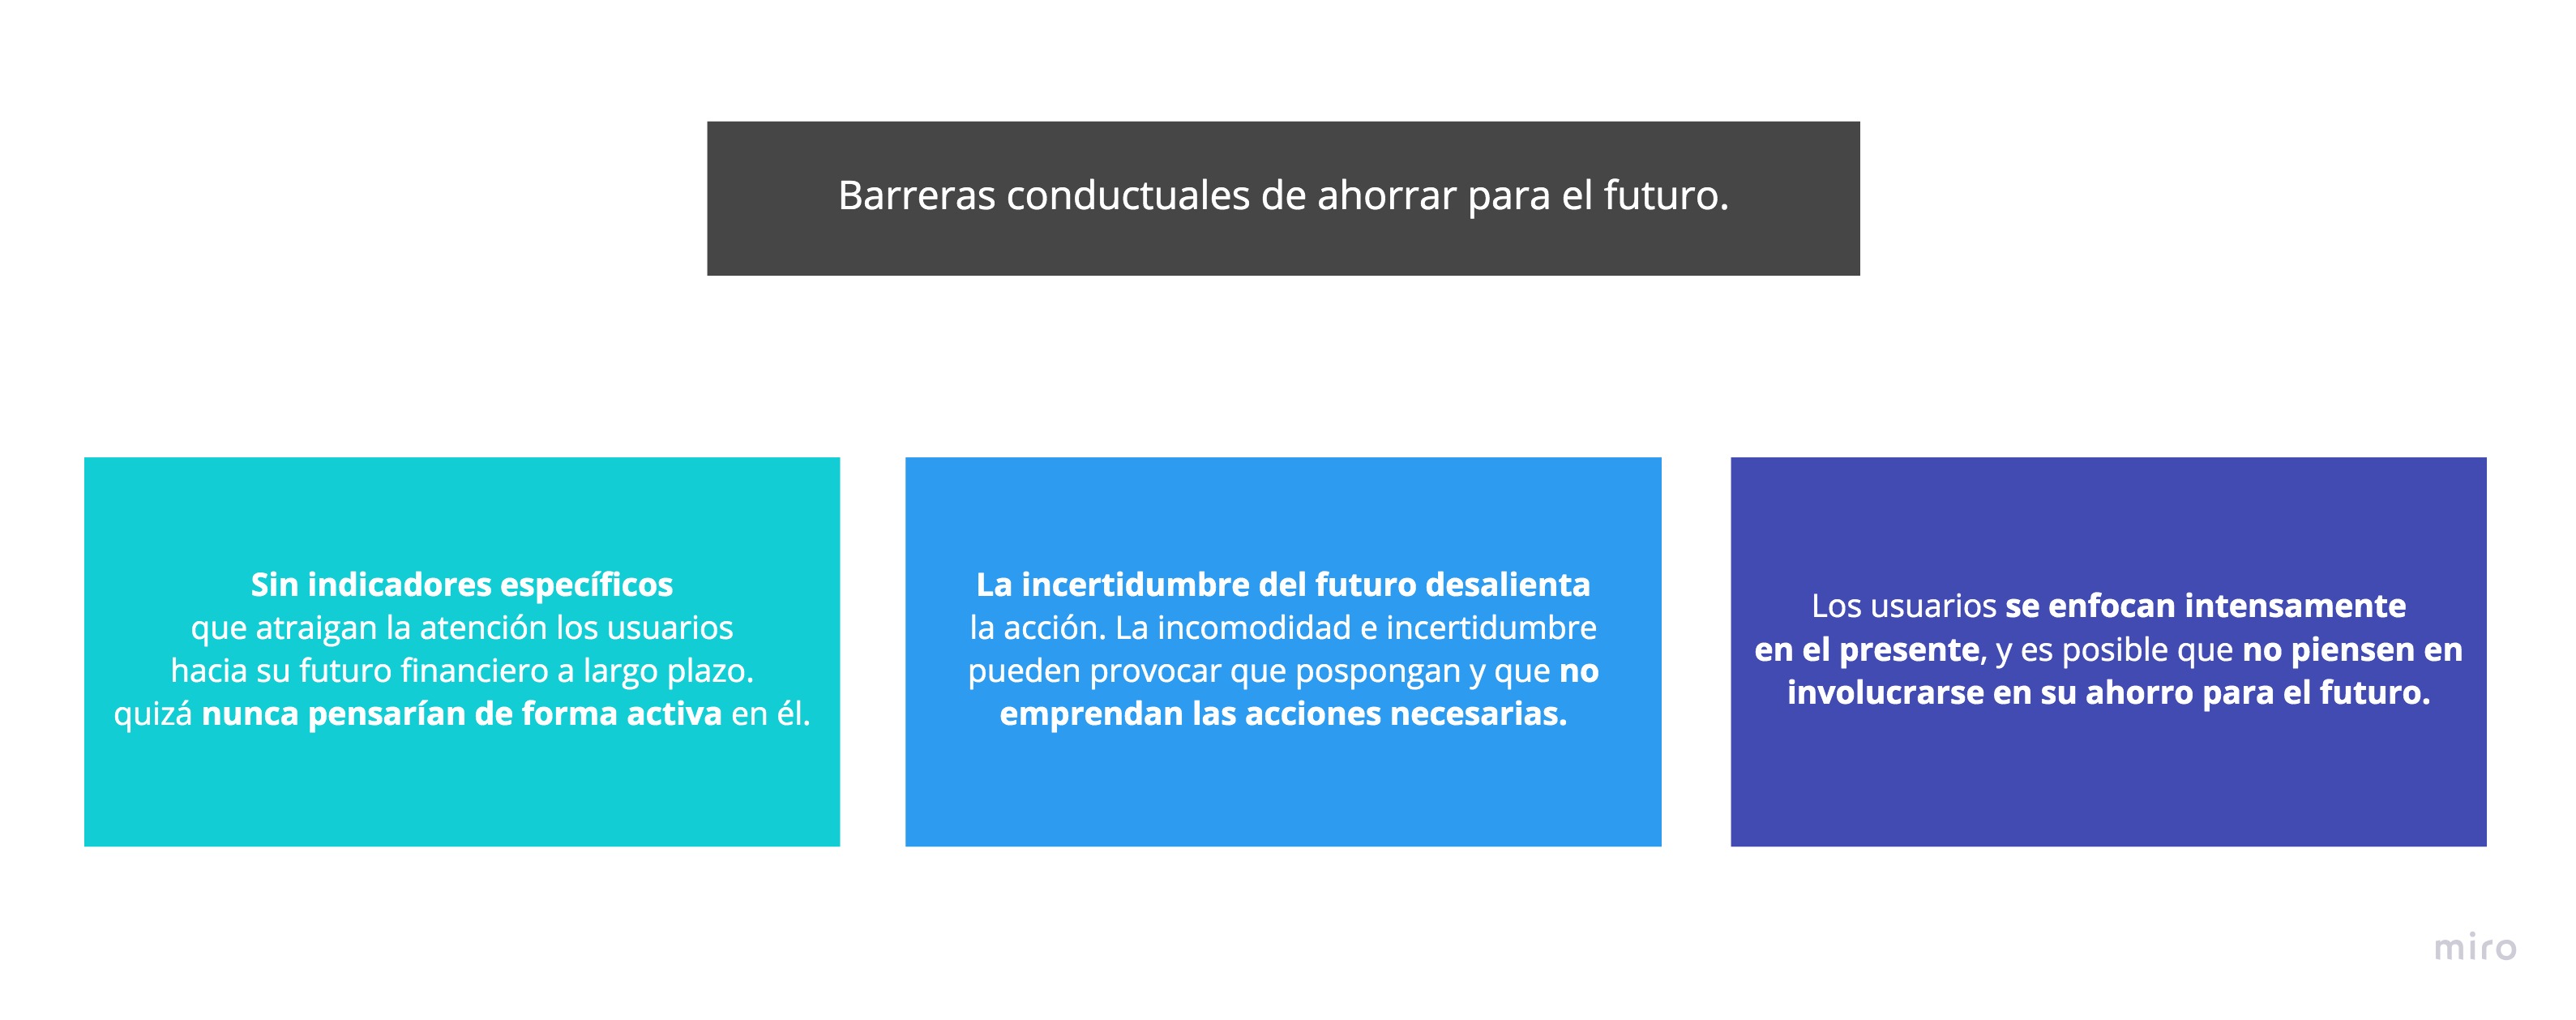 Barreras conductuales de ahorrar para el futuro.
Sin indicadores específicos
que atraigan la atención los usuarios
hacia su futuro financiero a largo plazo.
quizá nunca pensarían de forma activa en él.
La incertidumbre del futuro desalienta
la acción. La incomodidad e incertidumbre
pueden provocar que pospongan y que no
emprendan las acciones necesarias.
Los usuarios se enfocan intensamente
en el presente, y es posible que no piensen en
involucrarse en su ahorro para el futuro.
miro